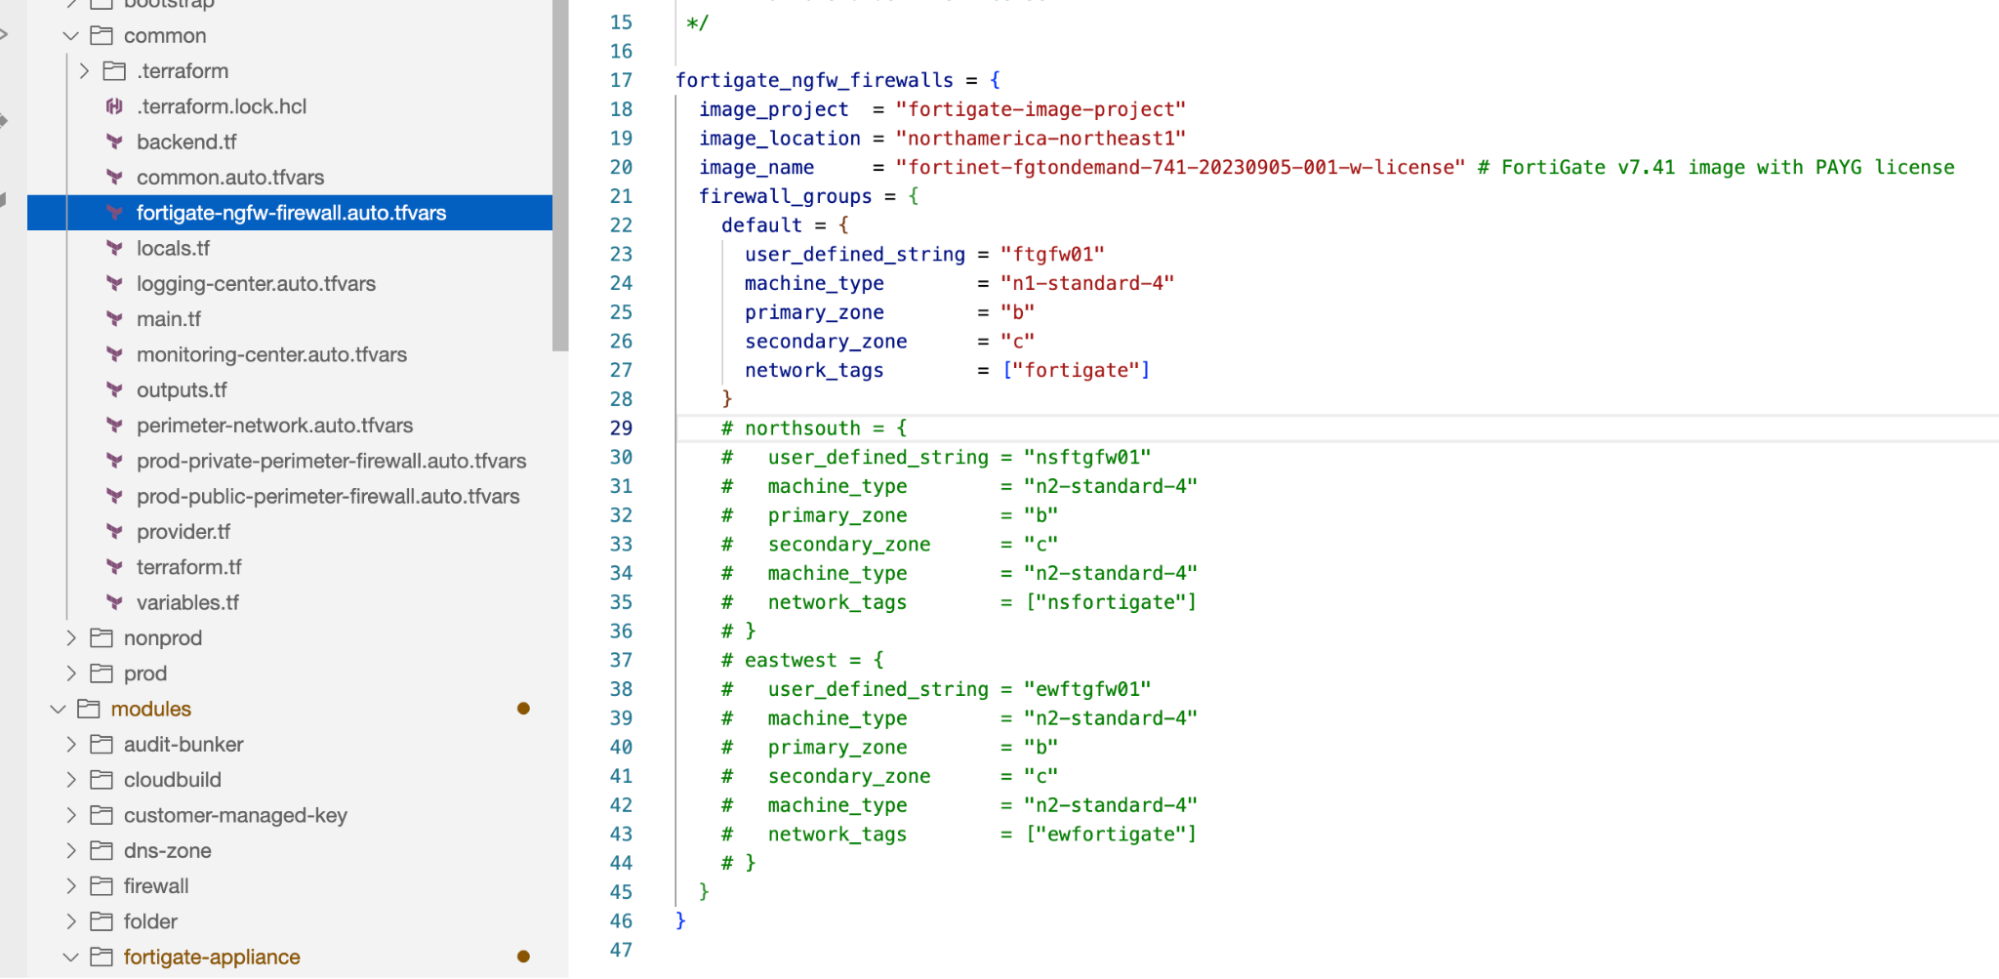 bootstrap
common
.terraform
.terraform.lock.hcl
backend.tf
common.auto.tfvars
fortigate-ngfw-firewall.auto.tfvars
locals.tf
logging-center.auto.tfvars
main.tf
monitoring-center.auto.tfvars
outputs.tf
perimeter-network.auto.tfvars
prod-private-perimeter-firewall.auto.tfvars
prod-public-perimeter-firewall.auto.tfvars
provider.tf
terraform.tf
variables.tf
nonprod
prod
modules
audit-bunker
cloudbuild
customer-managed-key
dns-zone
firewall
folder
fortigate-appliance
15 */
16
17 fortigate_ngfw_firewalls = {
18 image_project = "fortigate-image-project"
19 image_location = "northamerica-northeast1"
20 image_name = "fortinet-fgtondemand-741-20230905-001-w-license" # FortiGate v7.41 image with PAYG license
21 firewall_groups = {
22 default = {
23 user_defined_string = "ftgfw01"
24 machine_type = "n1-standard-4"
25 primary_zone = "b"
26 secondary_zone = "c"
27 network_tags = ["fortigate"]
28 }
29 # northsouth = {
30 # user_defined_string = "nsftgfw01"
31 # machine_type = "n2-standard-4"
32 # primary_zone = "b"
33 # secondary_zone = "c"
34 # machine_type = "n2-standard-4"
35 # network_tags = ["nsfortigate"]
36 # }
37 # eastwest = {
38 # user_defined_string = "ewftgfw01"
39 # machine_type = "n2-standard-4"
40 # primary_zone = "b"
41 # secondary_zone = "c"
42 # machine_type = "n2-standard-4"
43 # network_tags = ["ewfortigate"]
44 # }
45 }
46 }
47